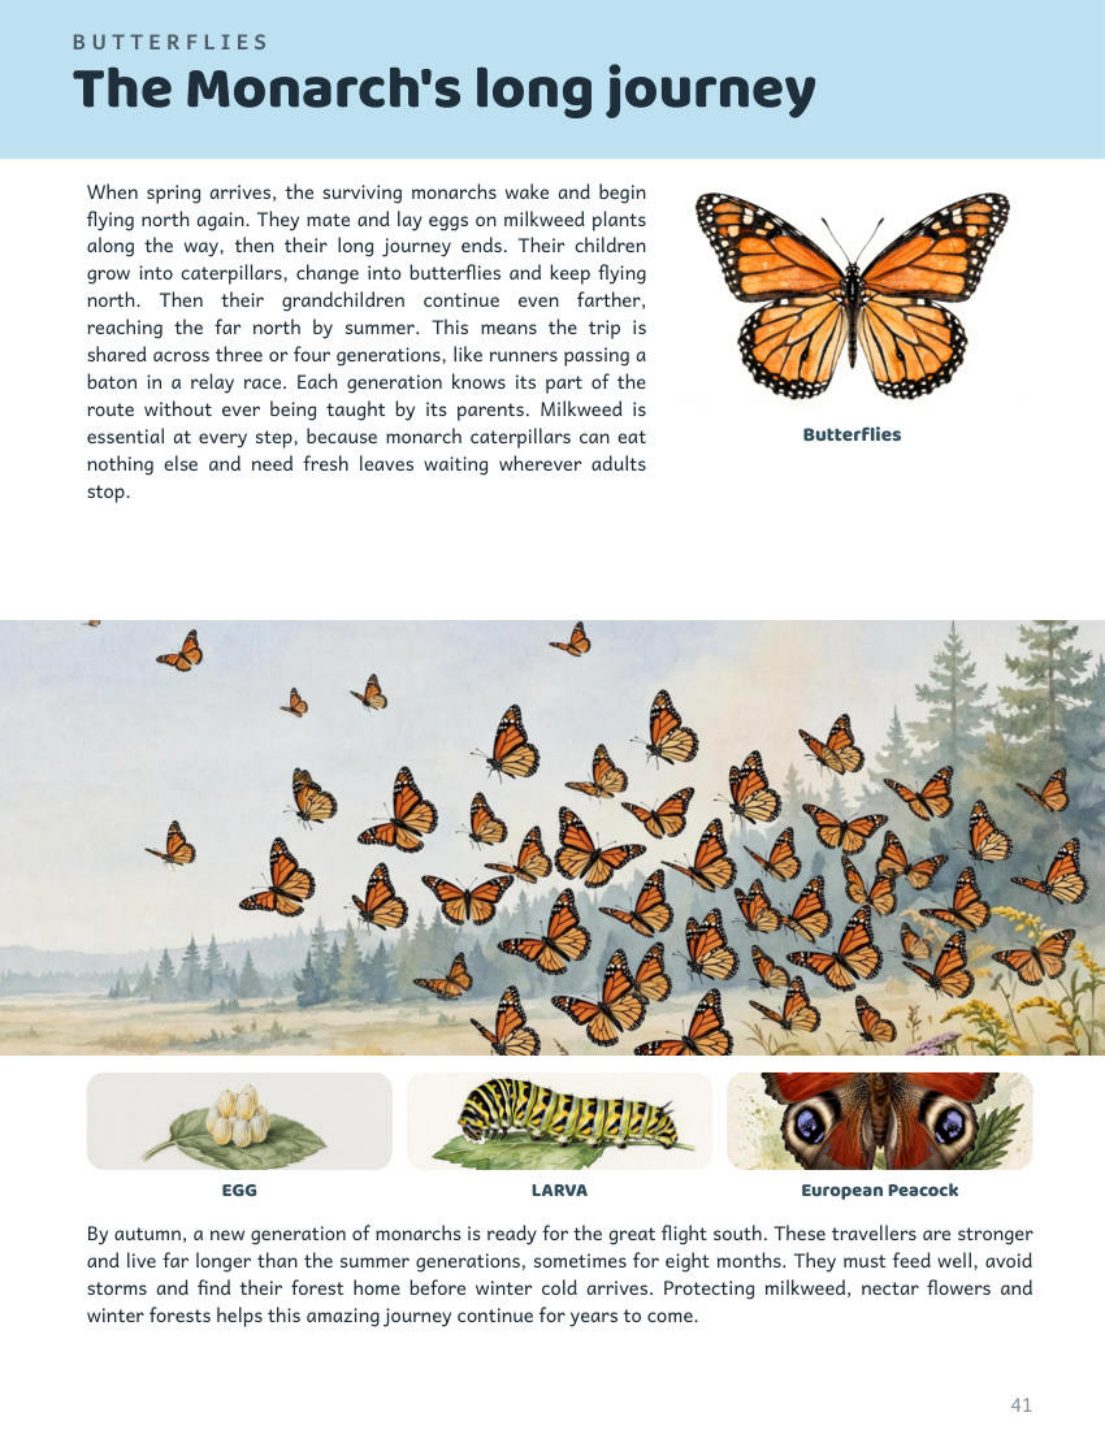 BUTTERFLIES
The Monarch's long journey
When spring arrives, the surviving monarchs wake and begin
flying north again. They mate and lay eggs on milkweed plants
along the way, then their long journey ends. Their children
grow into caterpillars, change into butterflies and keep flying
north. Then their grandchildren continue even farther,
reaching the far north by summer. This means the trip is
shared across three or four generations, like runners passing a
baton in a relay race. Each generation knows its part of the
route without ever being taught by its parents. Milkweed is
essential at every step, because monarch caterpillars can eat
nothing else and need fresh leaves waiting wherever adults
stop.
Butterflies
EGG
LARVA
European Peacock
By autumn, a new generation of monarchs is ready for the great flight south. These travellers are stronger
and live far longer than the summer generations, sometimes for eight months. They must feed well, avoid
storms and find their forest home before winter cold arrives. Protecting milkweed, nectar flowers and
winter forests helps this amazing journey continue for years to come.
41